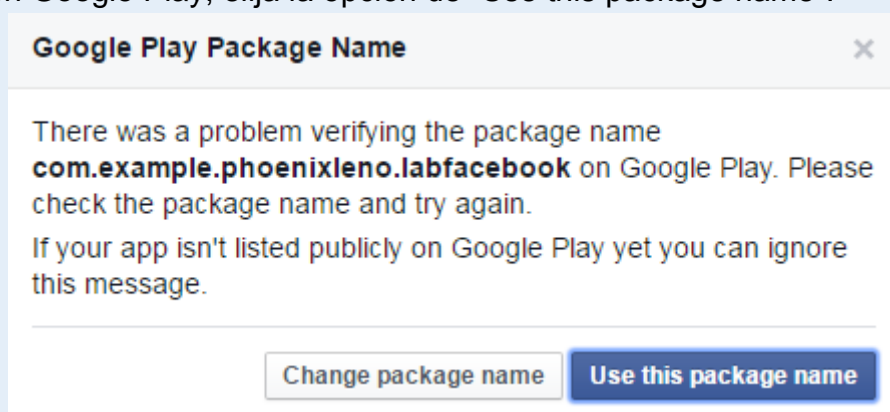 Google Play, elija la opción de "Use this package name".
Google Play Package Name
There was a problem verifying the package name
com.example.phoenixleno.labfacebook on Google Play. Please
check the package name and try again.
If your app isn't listed publicly on Google Play yet you can ignore
this message.
Change package name
Use this package name